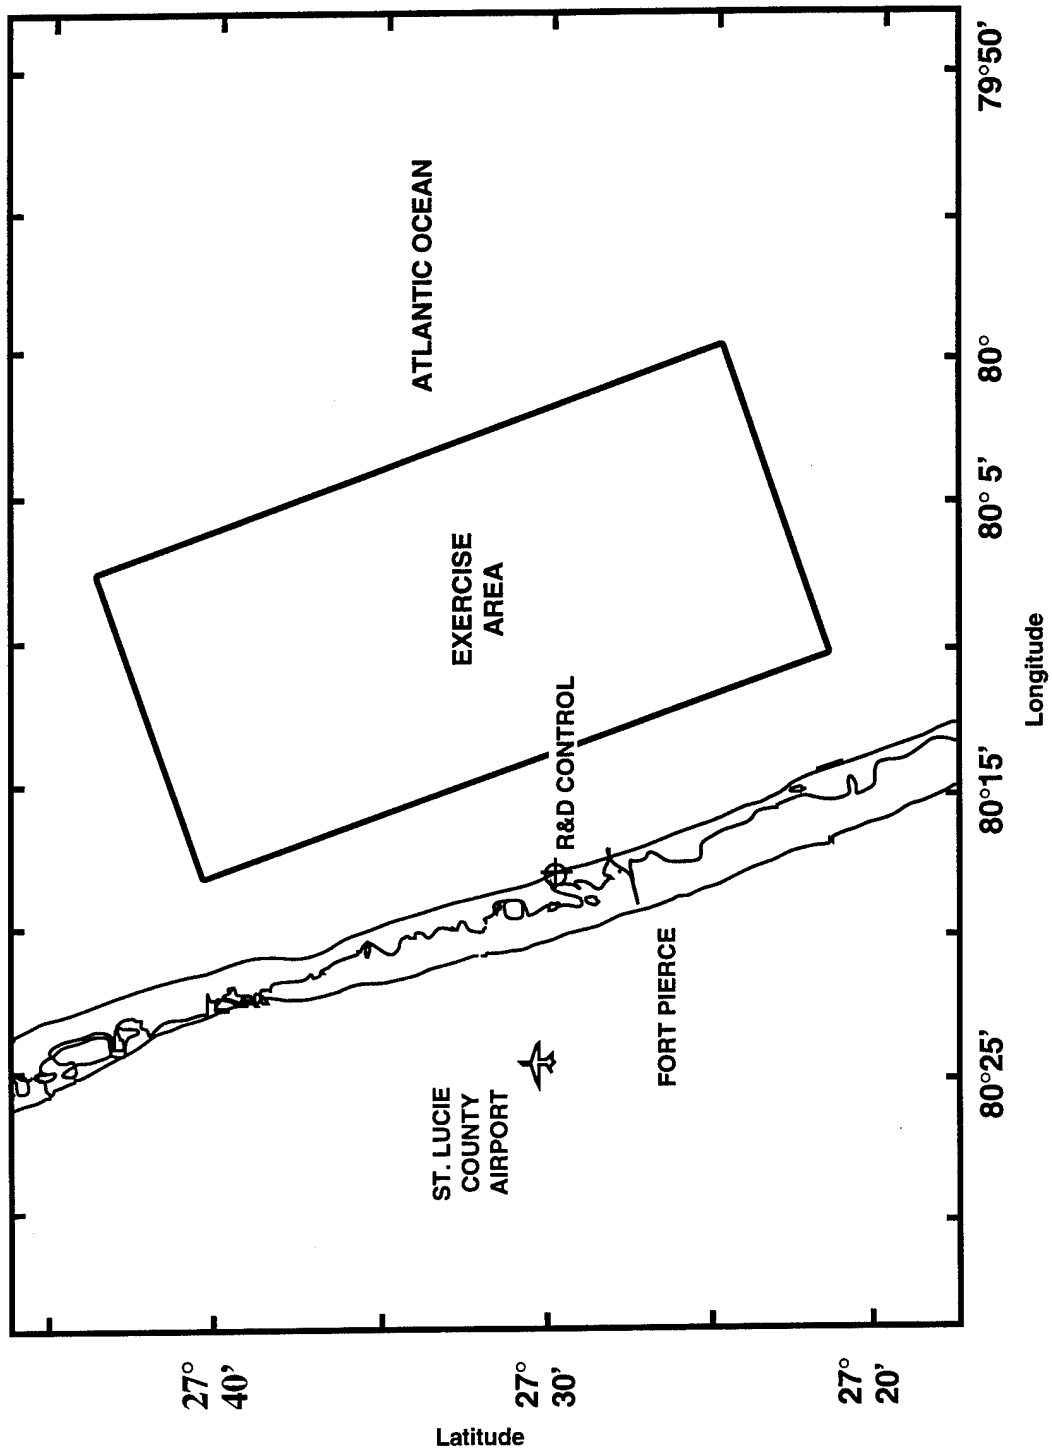 Latitude
27°
40'
27°
30'
27°
20'
ATLANTIC OCEAN
EXERCISE
AREA
R&D CONTROL
ST. LUCIE
COUNTY
AIRPORT
FORT PIERCE
80°25'
80°15'
80° 5'
80°
79°50'
Longitude